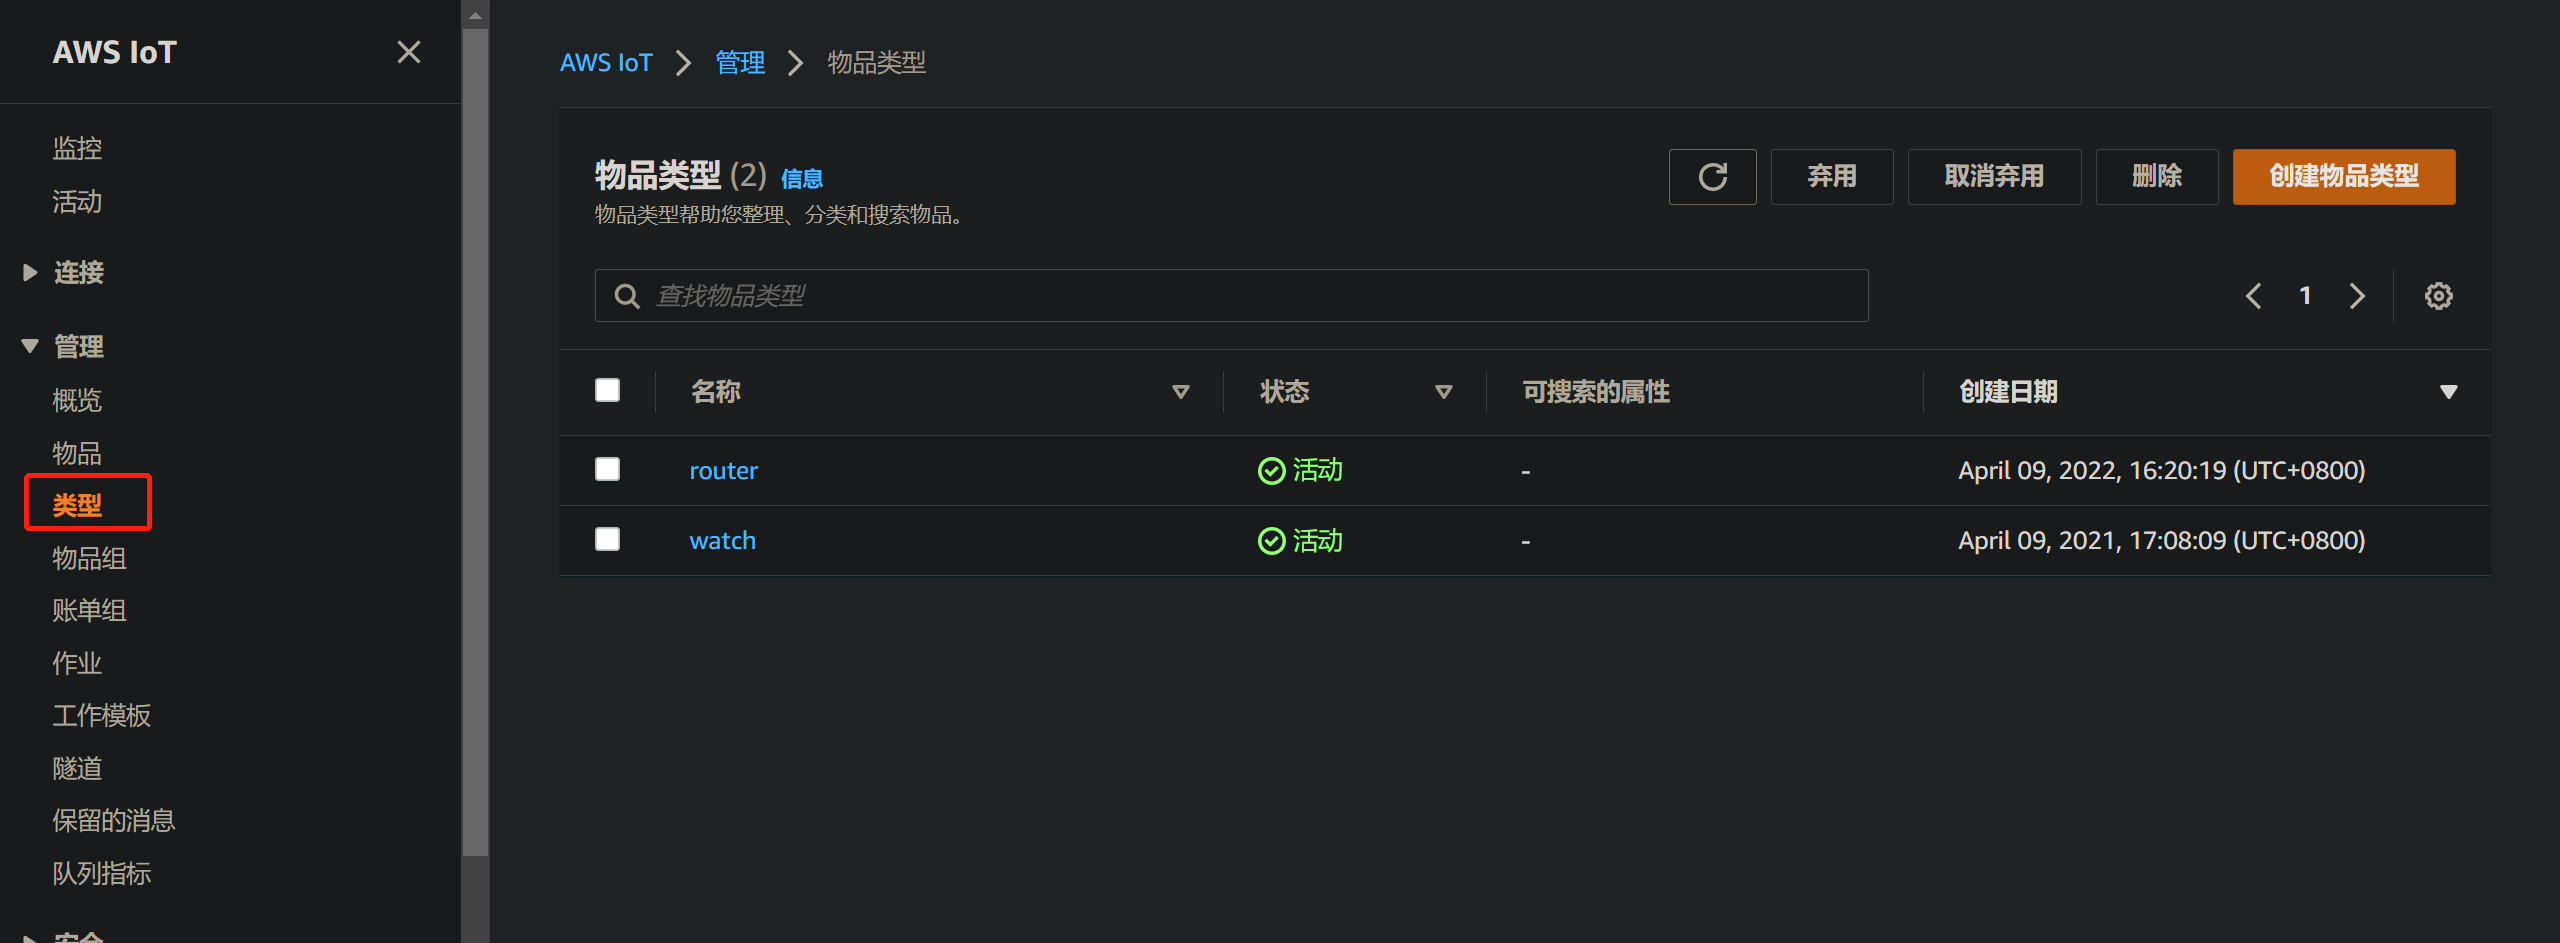 AWS IoT
监控
活动
连接
管理
概览
物品
类型
物品组
账单组
作业
工作模板
隧道
保留的消息
队列指标
安全
AWS IoT 管理 物品类型
物品类型 (2) 信息
物品类型帮助您整理、分类和搜索物品。
弃用 取消弃用 删除 创建物品类型
查找物品类型
1
名称 状态 可搜索的属性 创建日期
router 活动 - April 09, 2022, 16:20:19 (UTC+0800)
watch 活动 - April 09, 2021, 17:08:09 (UTC+0800)